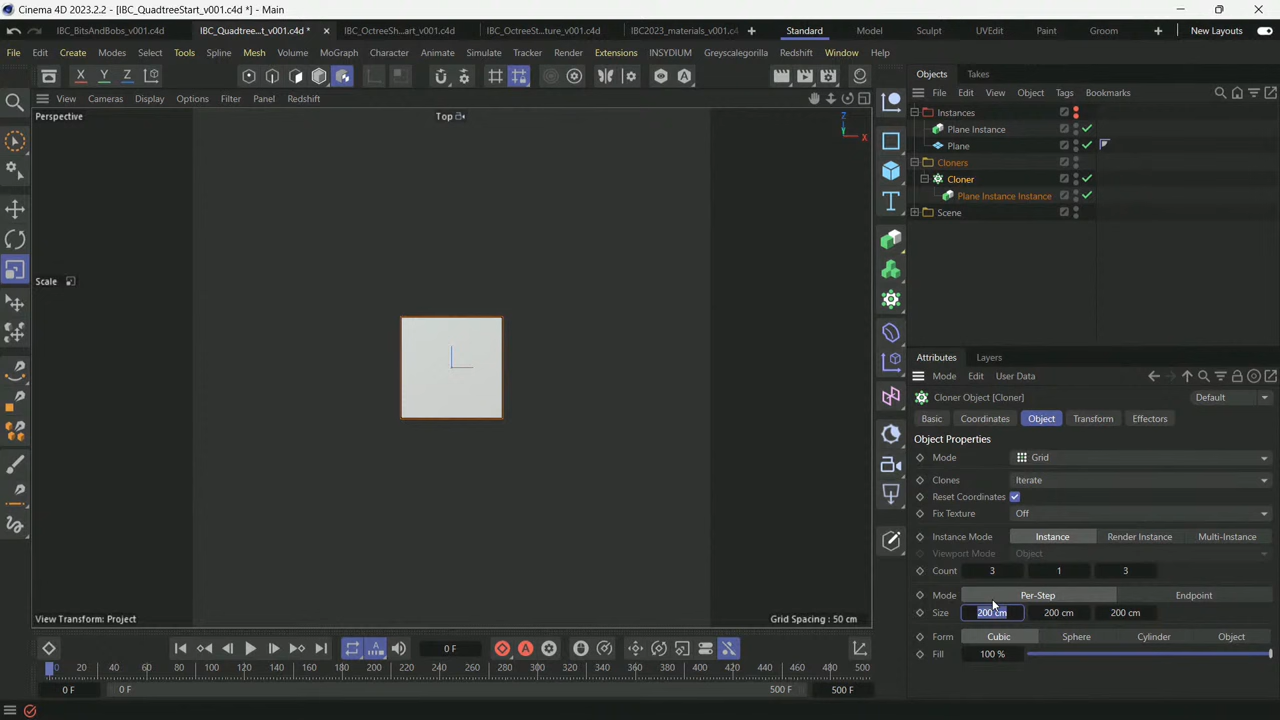 Cinema 4D 2023.2.2 - [IBC_QuadtreeStart_v001.c4d *] - Main
IBC_BitsAndBobs_v001.c4d
IBC_Quadtree...t_v001.c4d *
IBC_OctreeSh...art_v001.c4d
IBC_OctreeSt...ture_v001.c4d
IBC2023_materials_v001.c4d
Standard
Sculpt
UVEdit
Paint
Groom
Model
New Layouts
File Edit Create Modes Select Tools Spline Mesh Volume MoGraph Character Animate Simulate Tracker Render Extensions INSYDIUM Greyscalegorilla Redshift Window Help
X Y Z
Objects Takes
View Cameras Display Options Filter Panel Redshift
File Edit View Object Tags Bookmarks
Perspective
Top
Z
X
Instances
Plane Instance
Plane
Cloners
Cloner
Plane Instance Instance
Scene
Scale
Attributes Layers
Mode Edit User Data
Cloner Object [Cloner]
Default
Basic Coordinates Object Transform Effectors
Object Properties
Mode Grid
Clones Iterate
Reset Coordinates
Fix Texture Off
Instance Mode Instance Render Instance Multi-Instance
Viewport Mode Object
Count 3 1 3
Mode Per-Step Endpoint
Size 200 cm 200 cm 200 cm
Form Cubic Sphere Cylinder Object
Fill 100 %
View Transform: Project
Grid Spacing : 50 cm
0 F
0 20 40 60 80 100 120 140 160 180 200 220 240 260 280 300 320 340 360 380 400 420 440 460 500
0 F
0 F
500 F
500 F